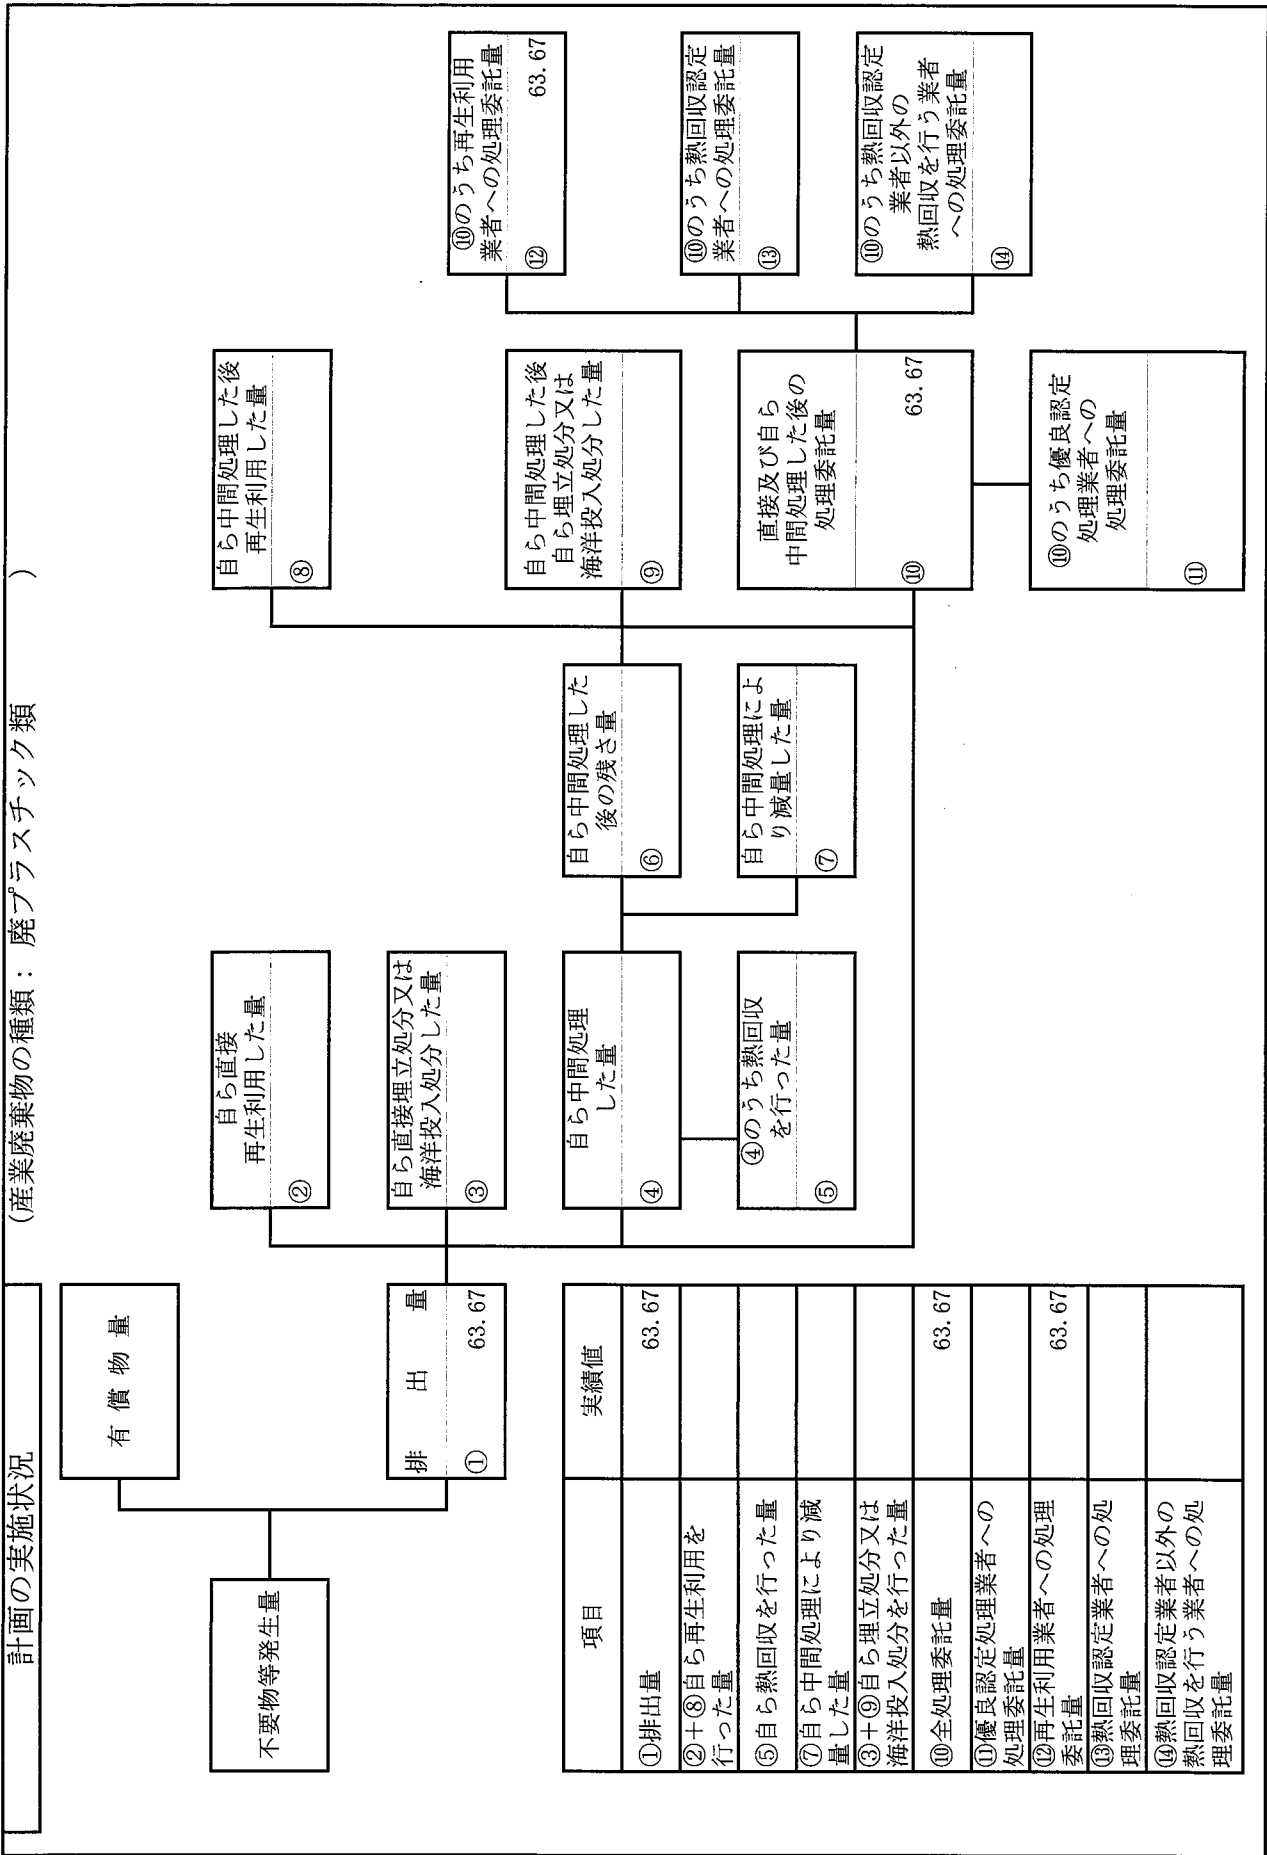 計画の実施状況
(産業廃棄物の種類：廃プラスチック類 )
有償物量
不要物等発生量
排出量
① 63.67
自ら直接
再生利用した量
②
自ら直接埋立処分又は
海洋投入処分した量
③
自ら中間処理
した量
④
④のうち熱回収
を行った量
⑤
自ら中間処理した
後の残さ量
⑥
自ら中間処理によ
り減量した量
⑦
自ら中間処理した後
再生利用した量
⑧
自ら中間処理した後
自ら埋立処分又は
海洋投入処分した量
⑨
直接及び自ら
中間処理した後の
処理委託量
⑩ 63.67
⑩のうち優良認定
処理業者への
処理委託量
⑪
⑩のうち再生利用
業者への処理委託量
⑫ 63.67
⑩のうち熱回収認定
業者への処理委託量
⑬
⑩のうち熱回収認定
業者以外の
熱回収を行う業者
への処理委託量
⑭
項目 実績値
①排出量 63.67
②＋⑧自ら再生利用を
行った量
⑤自ら熱回収を行った量
⑦自ら中間処理により減
量した量
③＋⑨自ら埋立処分又は
海洋投入処分を行った量
⑩全処理委託量 63.67
⑪優良認定処理業者への
処理委託量
⑫再生利用業者への処理
委託量 63.67
⑬熱回収認定業者への処
理委託量
⑭熱回収認定業者以外の
熱回収を行う業者への処
理委託量